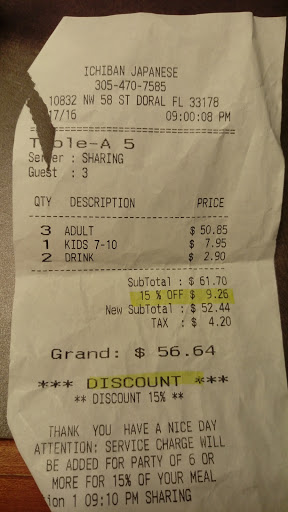 ICHIBAN JAPANESE
305-470-7585
10832 NW 58 ST DORAL FL 33178
17/16 09:00:08 PM
Table-A 5
Server : SHARING
Guest : 3
QTY DESCRIPTION PRICE
3 ADULT $ 50.85
1 KIDS 7-10 $ 7.95
2 DRINK $ 2.90
SubTotal : $ 61.70
15 % OFF $ 9.26
New SubTotal : $ 52.44
TAX : $ 4.20
Grand: $ 56.64
*** DISCOUNT ***
** DISCOUNT 15% **
THANK YOU HAVE A NICE DAY
ATTENTION: SERVICE CHARGE WILL
BE ADDED FOR PARTY OF 6 OR
MORE FOR 15% OF YOUR MEAL
ion 1 09:10 PM SHARING